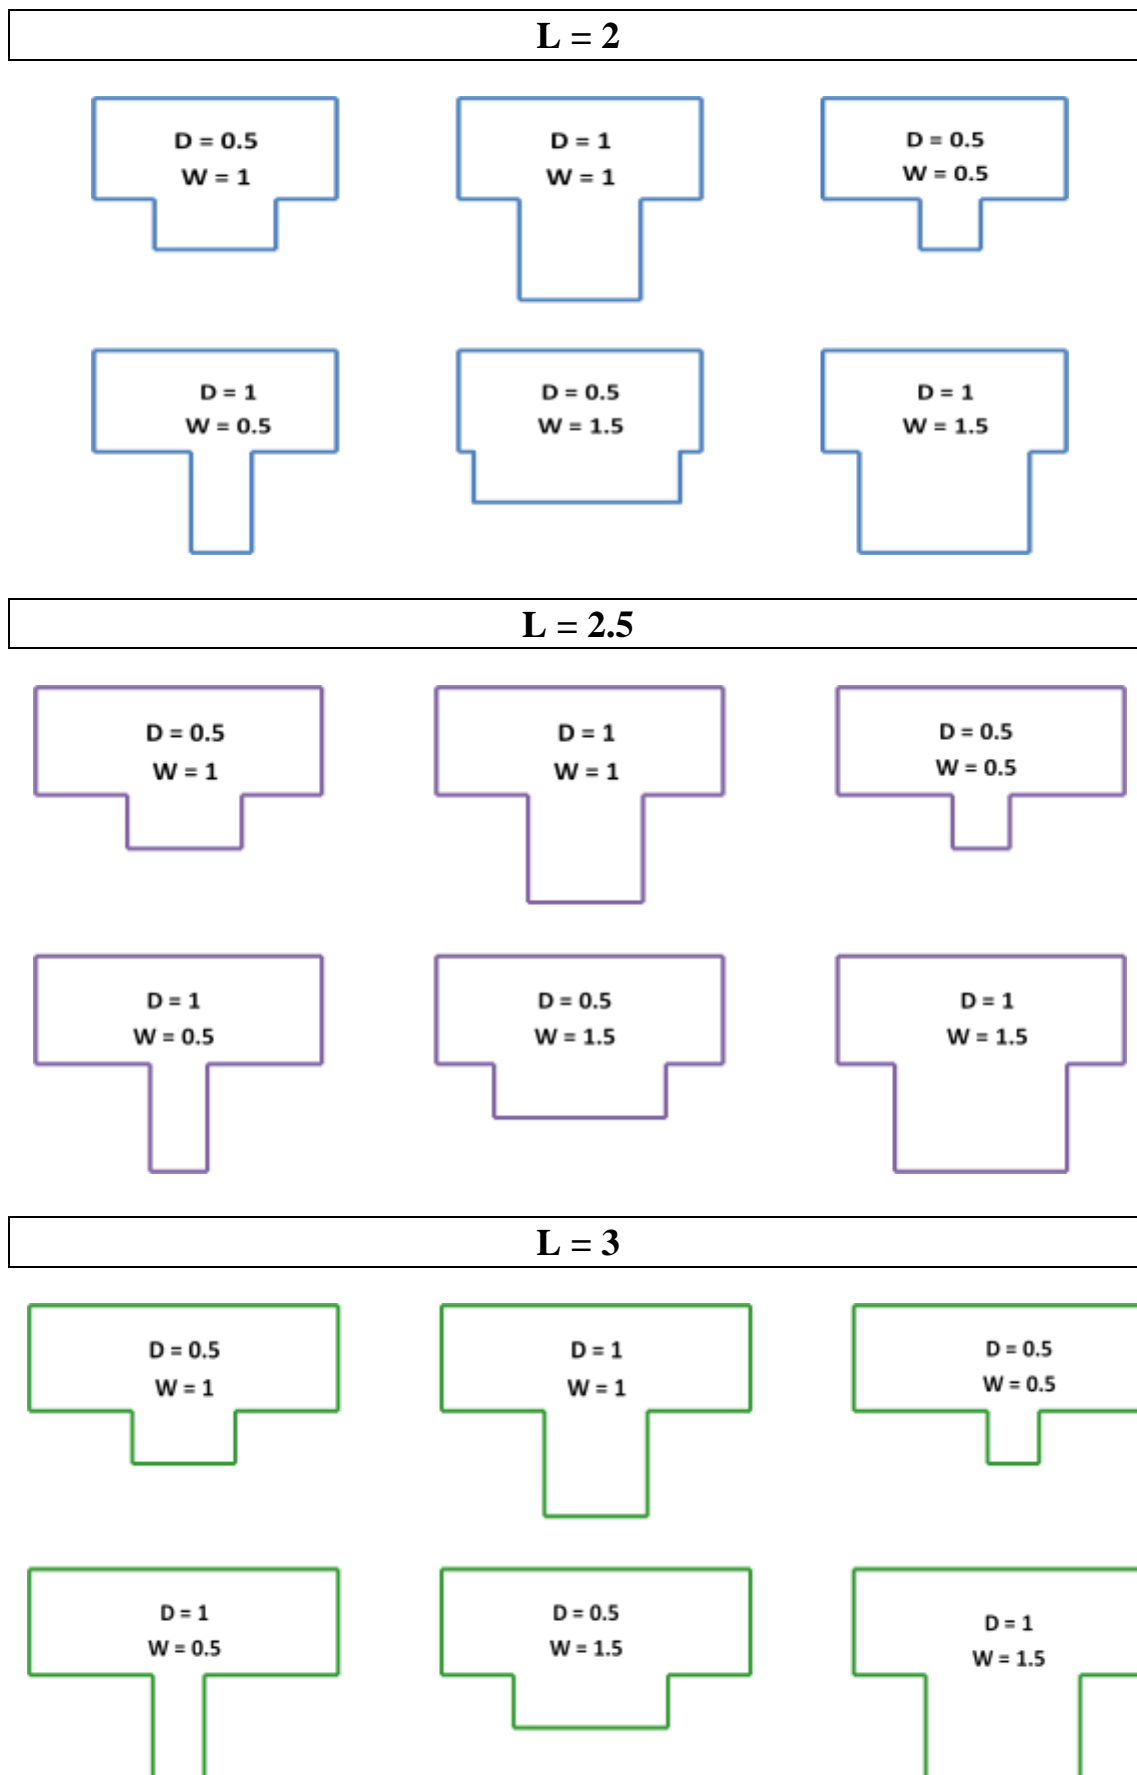 L = 2
D = 0.5
W = 1
D = 1
W = 1
D = 0.5
W = 0.5
D = 1
W = 0.5
D = 0.5
W = 1.5
D = 1
W = 1.5
L = 2.5
D = 0.5
W = 1
D = 1
W = 1
D = 0.5
W = 0.5
D = 1
W = 0.5
D = 0.5
W = 1.5
D = 1
W = 1.5
L = 3
D = 0.5
W = 1
D = 1
W = 1
D = 0.5
W = 0.5
D = 1
W = 0.5
D = 0.5
W = 1.5
D = 1
W = 1.5